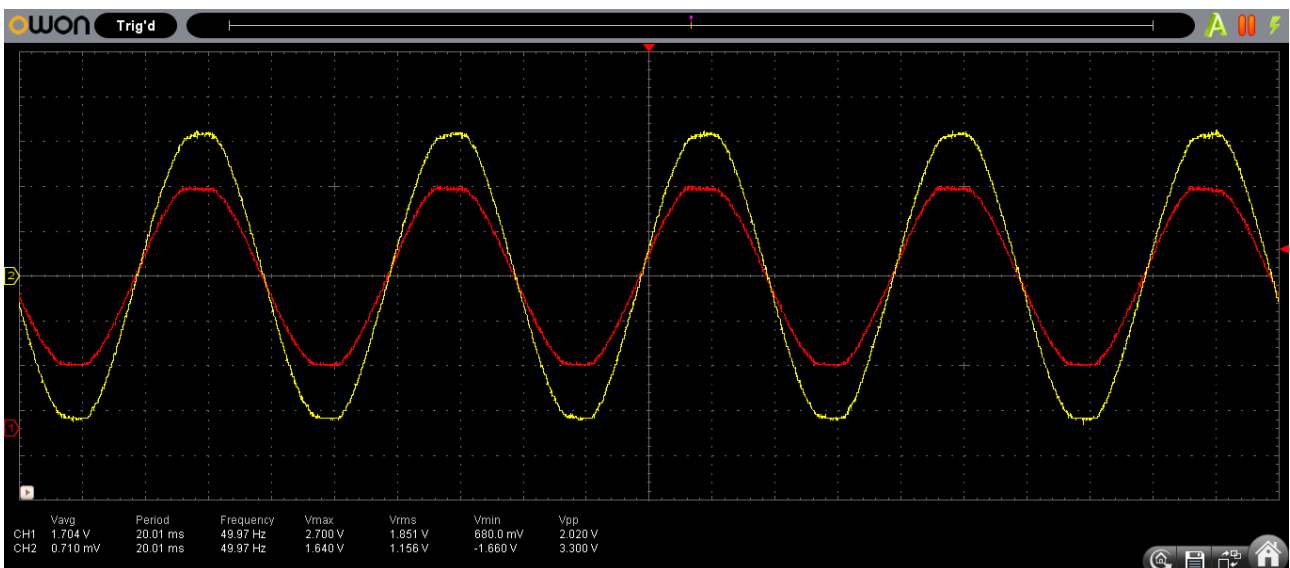 owon Trig'd
2
1
Vavg Period Frequency Vmax Vrms Vmin Vpp
CH1 1.704 V 20.01 ms 49.97 Hz 2.700 V 1.851 V 680.0 mV 2.020 V
CH2 0.710 mV 20.01 ms 49.97 Hz 1.640 V 1.156 V -1.660 V 3.300 V